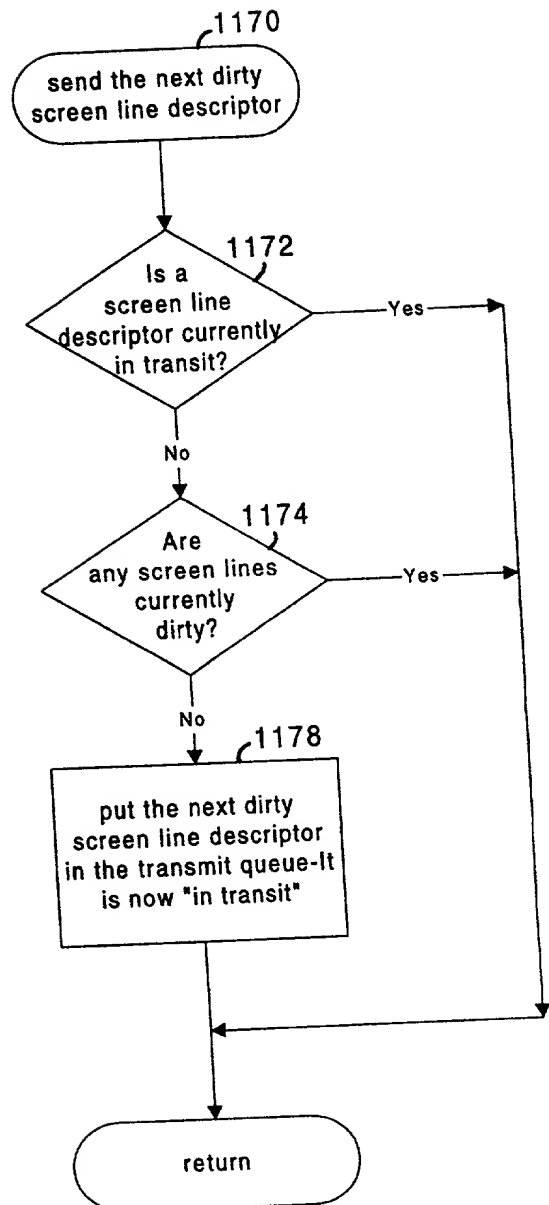 1170
send the next dirty
screen line descriptor
1172
Is a
screen line
descriptor currently
in transit?
Yes
No
1174
Are
any screen lines
currently
dirty?
Yes
No
1178
put the next dirty
screen line descriptor
in the transmit queue-It
is now "in transit"
return